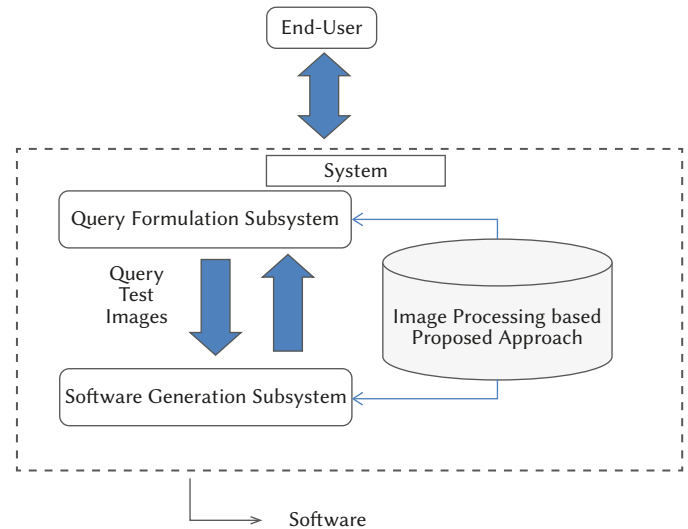 End-User
System
Query Formulation Subsystem
Query
Test
Images
Image Processing based
Proposed Approach
Software Generation Subsystem
Software